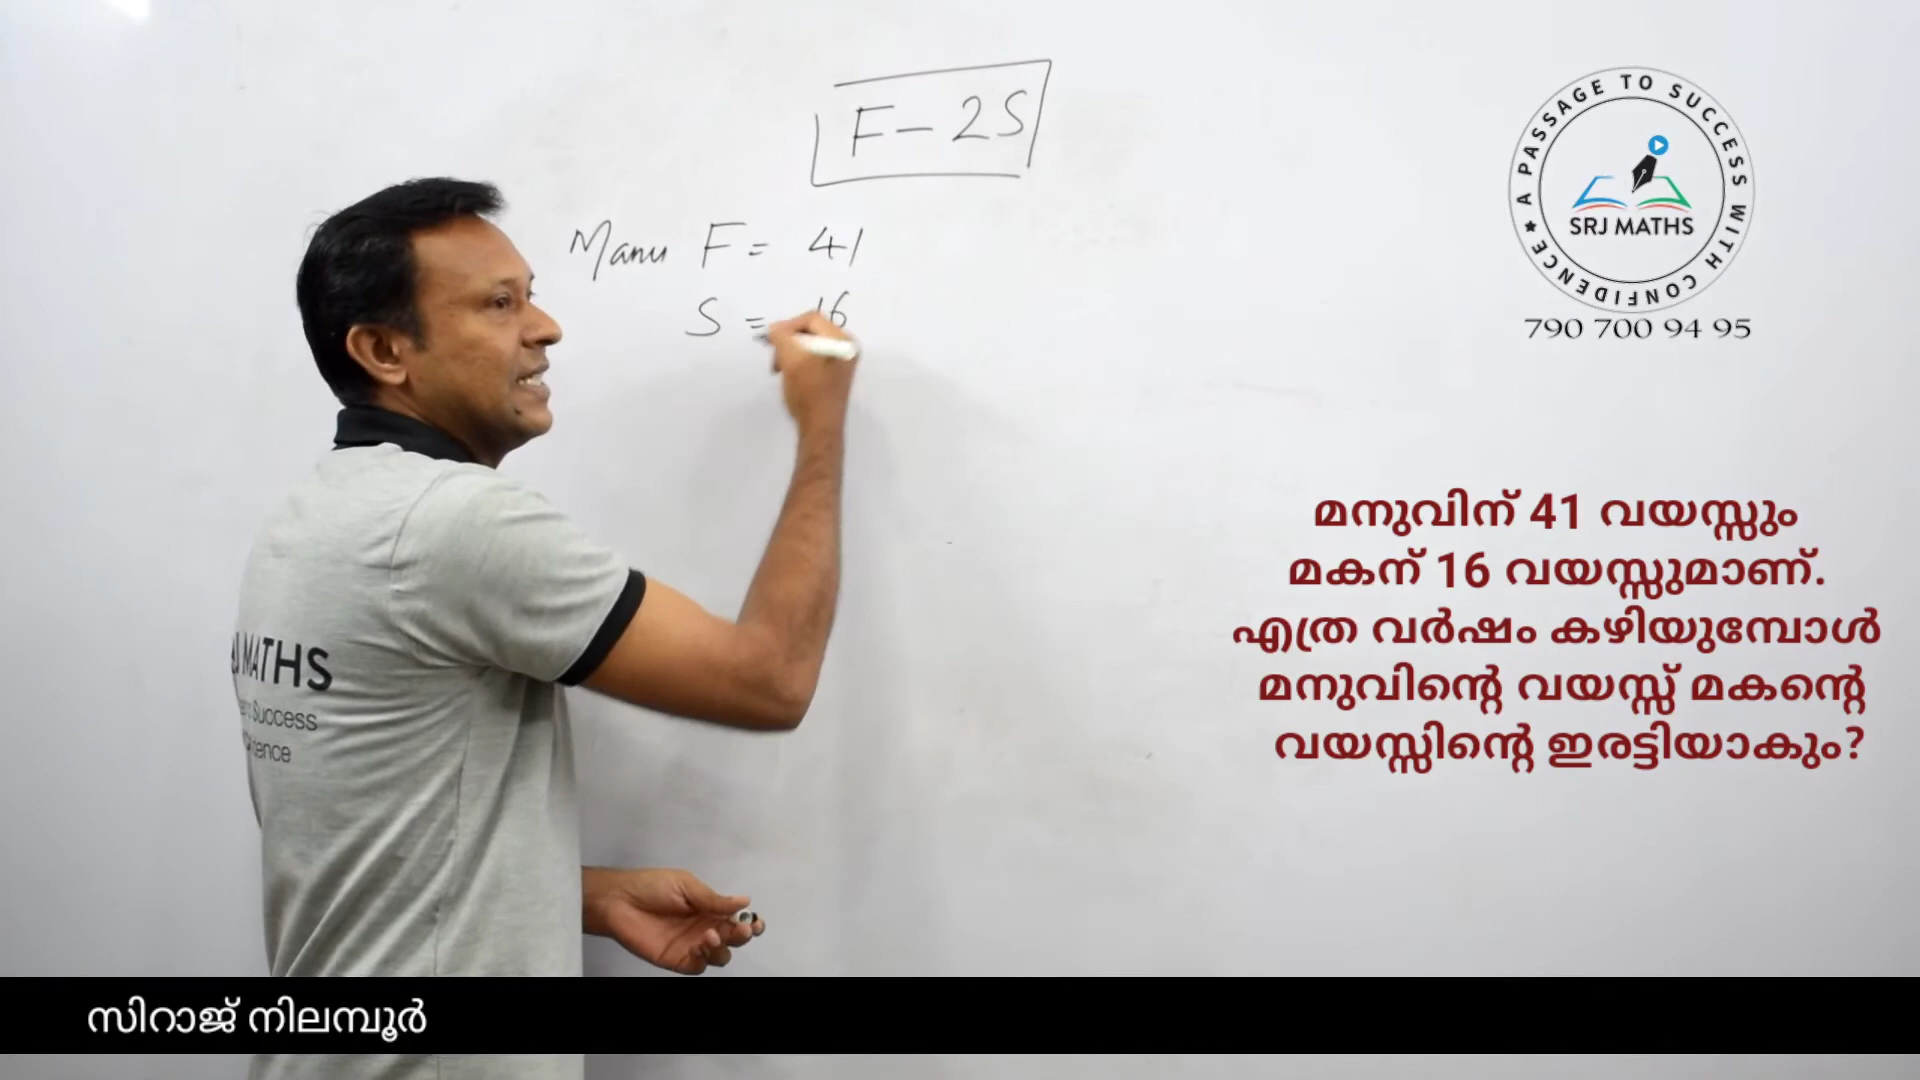 F - 2S
Manu F = 41
S = 16
A PASSAGE TO SUCCESS WITH CONFIDENCE
SRJ MATHS
790 700 94 95
മനുവിന് 41 വയസ്സും
മകന് 16 വയസ്സുമാണ്.
എത്ര വർഷം കഴിയുമ്പോൾ
മനുവിന്റെ വയസ്സ് മകന്റെ
വയസ്സിന്റെ ഇരട്ടിയാകും?
MATHS
Success
സിറാജ് നിലമ്പൂർ